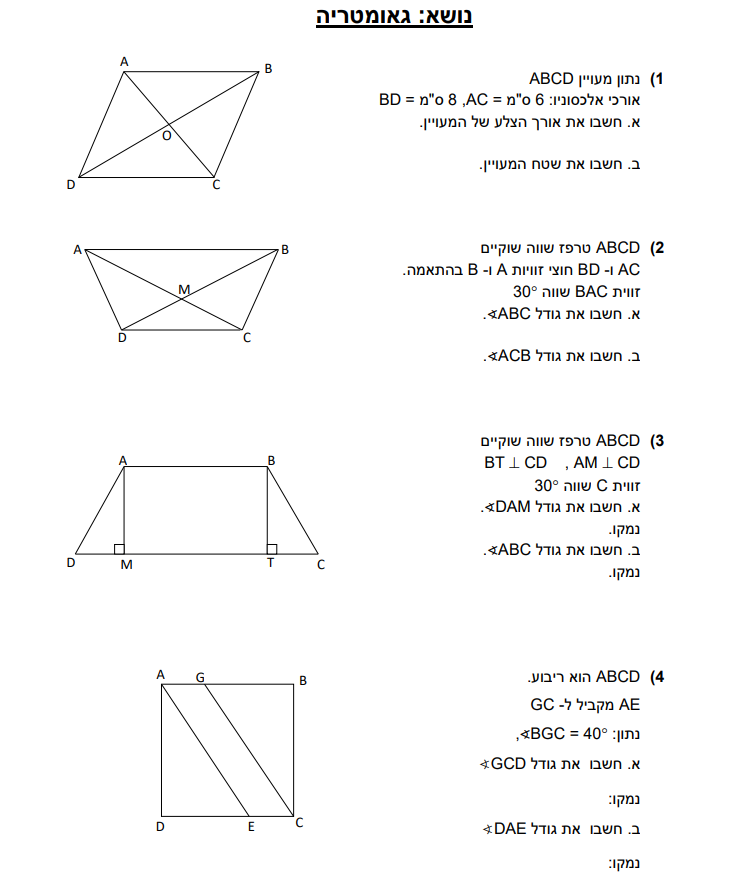 נושא: גאומטריה
1) נתון מעויין ABCD
אורכי אלכסוניו: 6 ס"מ = AC, 8 ס"מ = BD
א. חשבו את אורך הצלע של המעויין.
ב. חשבו את שטח המעויין.
A
B
O
D
C
2) ABCD טרפז שווה שוקיים
AC ו- BD חוצי זוויות A ו- B בהתאמה.
זווית BAC שווה 30°
א. חשבו את גודל ∢ABC.
ב. חשבו את גודל ∢ACB.
A
B
M
D
C
3) ABCD טרפז שווה שוקיים
AM ⊥ CD , BT ⊥ CD
זווית C שווה 30°
א. חשבו את גודל ∢DAM.
נמקו.
ב. חשבו את גודל ∢ABC.
נמקו.
A
B
D
M
T
C
4) ABCD הוא ריבוע.
AE מקביל ל- GC
נתון: ∢BGC = 40°,
א. חשבו את גודל ∢GCD
נמקו:
ב. חשבו את גודל ∢DAE
נמקו:
A
G
B
D
E
C